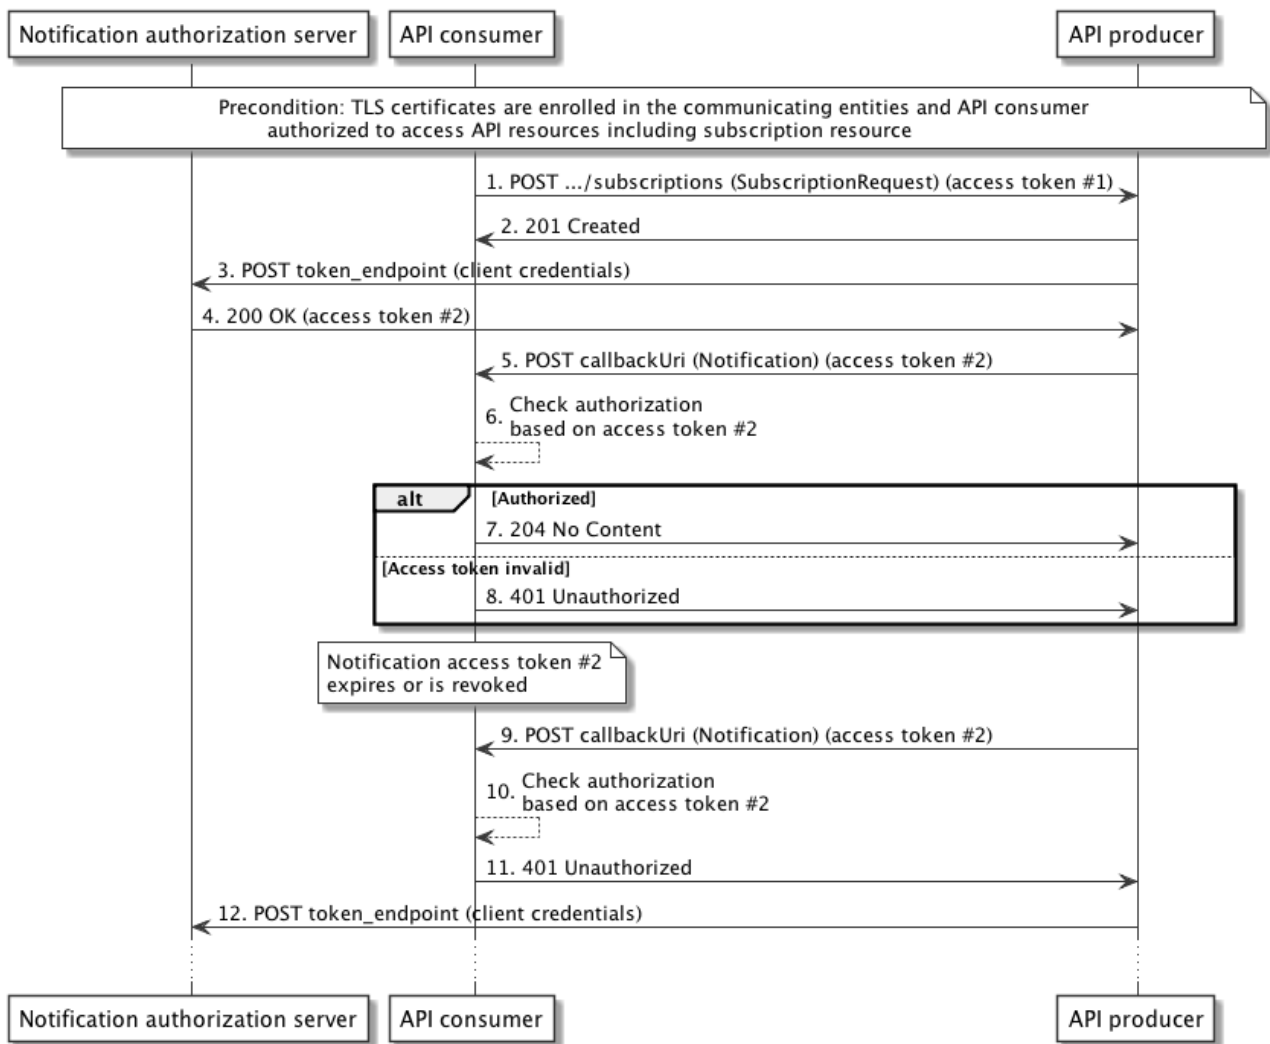 Notification authorization server
API consumer
API producer
Precondition: TLS certificates are enrolled in the communicating entities and API consumer
authorized to access API resources including subscription resource
1. POST .../subscriptions (SubscriptionRequest) (access token #1)
2. 201 Created
3. POST token_endpoint (client credentials)
4. 200 OK (access token #2)
5. POST callbackUri (Notification) (access token #2)
6. Check authorization
based on access token #2
alt [Authorized]
7. 204 No Content
[Access token invalid]
8. 401 Unauthorized
Notification access token #2
expires or is revoked
9. POST callbackUri (Notification) (access token #2)
10. Check authorization
based on access token #2
11. 401 Unauthorized
12. POST token_endpoint (client credentials)
Notification authorization server
API consumer
API producer